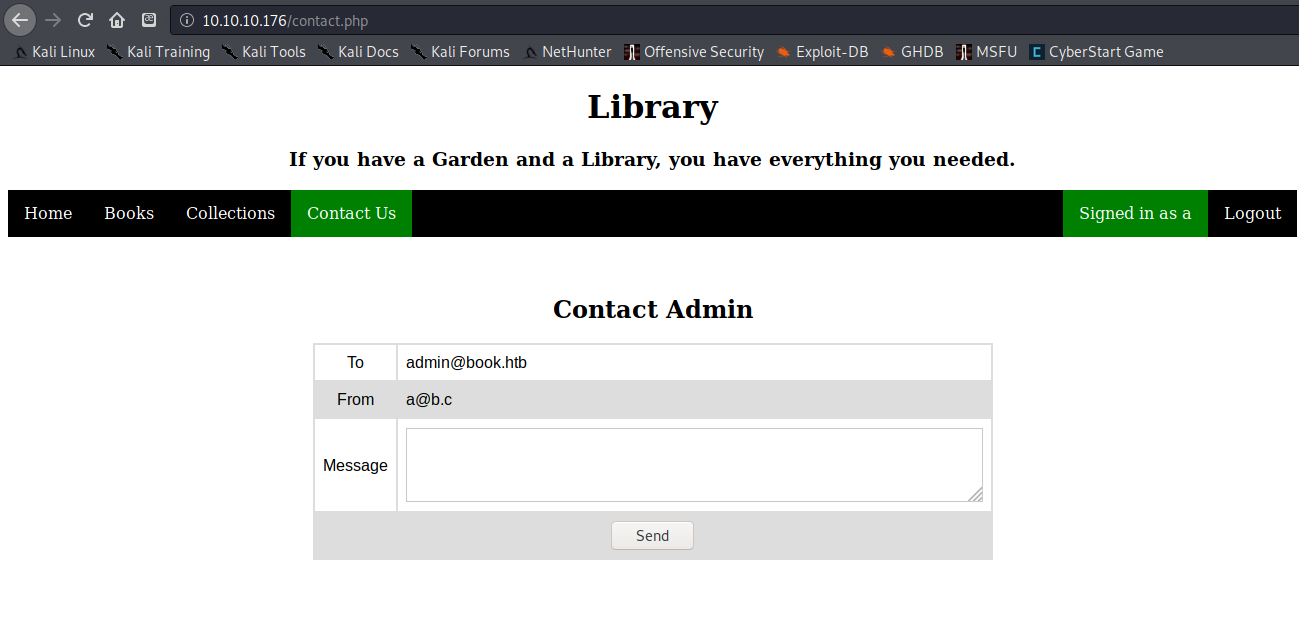 10.10.10.176/contact.php
Kali Linux Kali Training Kali Tools Kali Docs Kali Forums NetHunter Offensive Security Exploit-DB GHDB MSFU CyberStart Game
Library
If you have a Garden and a Library, you have everything you needed.
Home Books Collections Contact Us Signed in as a Logout
Contact Admin
To admin@book.htb
From a@b.c
Message
Send